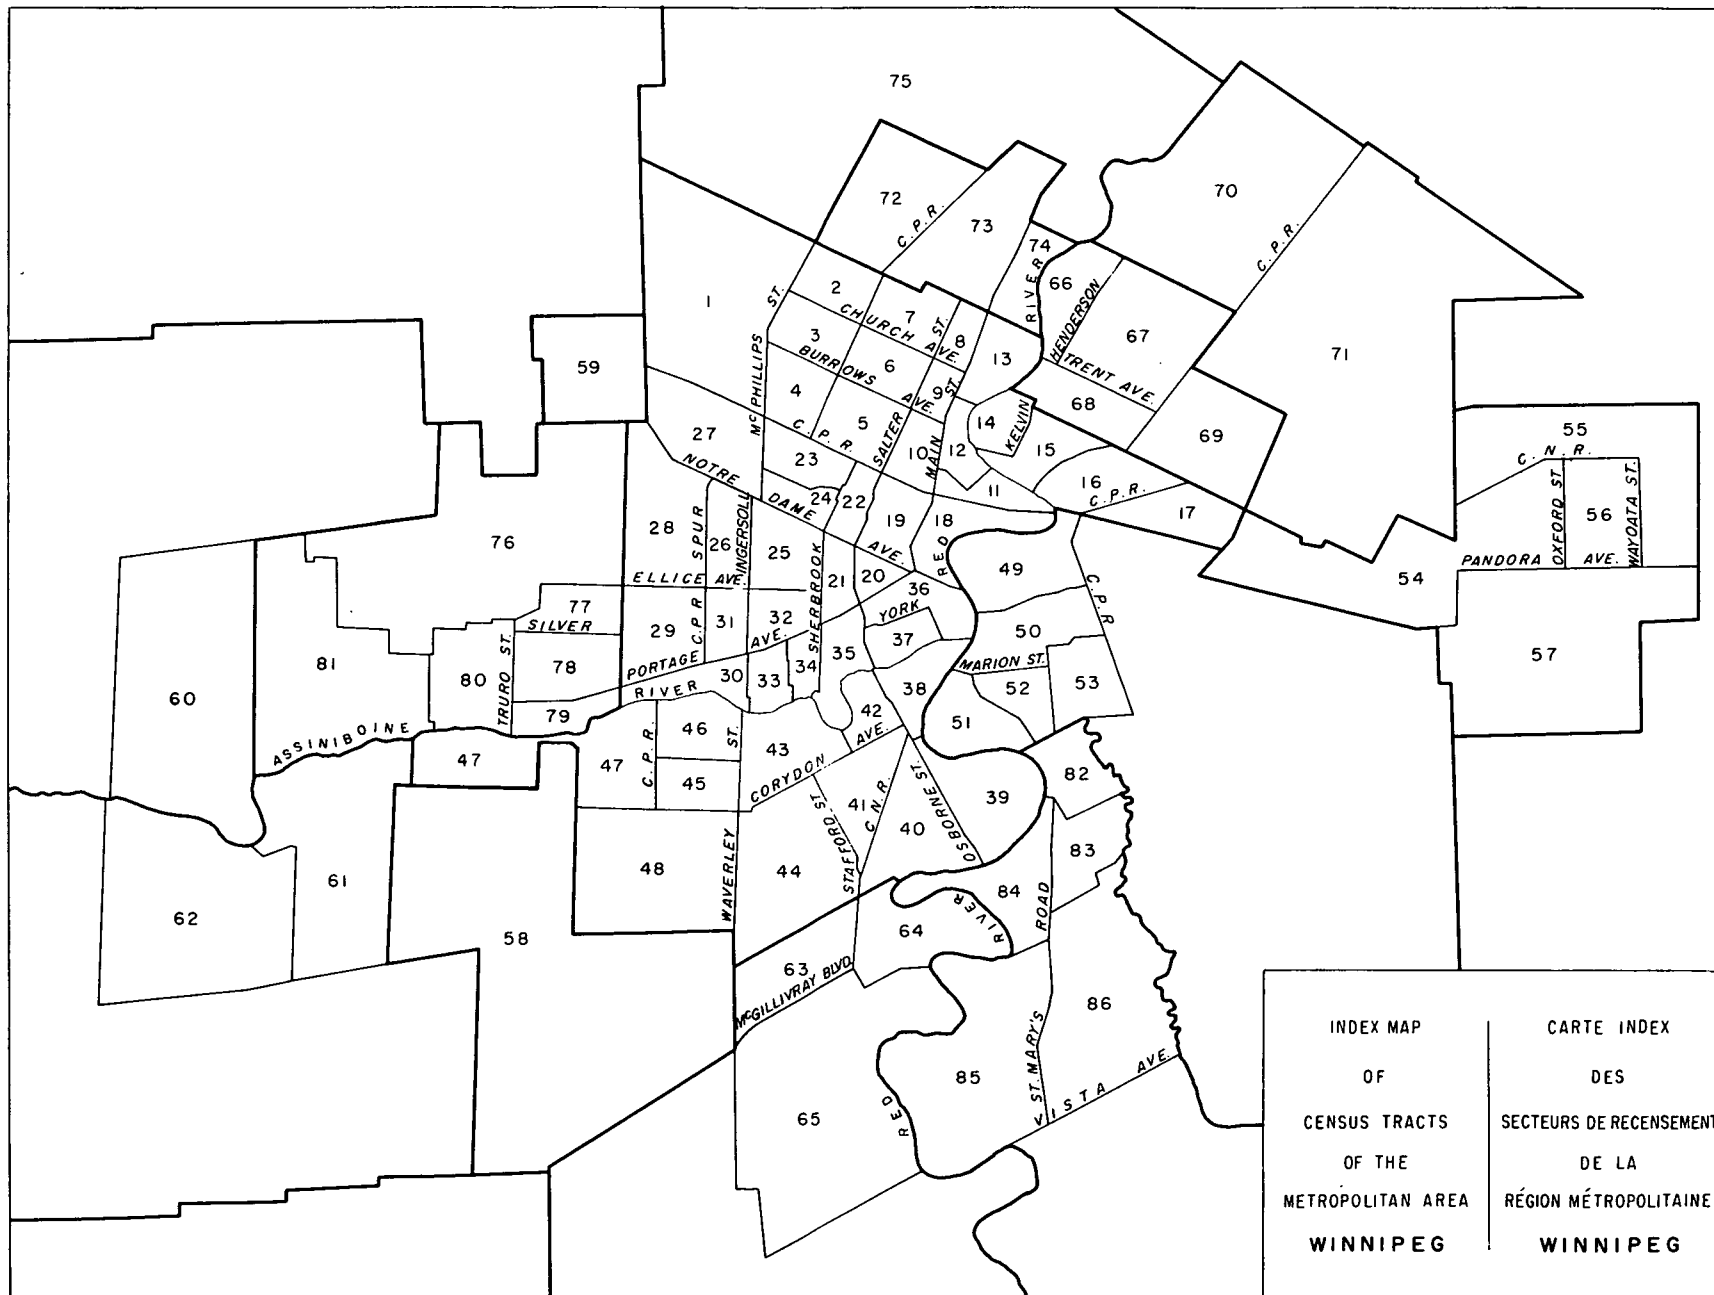 75
72
C.P.R.
73
74
RIVER
66
HENDERSON
67
TRENT AVE.
68
69
70
C.P.R.
71
1
ST.
McPHILLIPS
2
CHURCH AVE.
7
ST.
8
3
BURROWS AVE.
6
9
ST.
13
4
C.P.R.
5
SALTER
10
MAIN
12
14
KELVIN
15
16
C.P.R.
17
11
59
27
NOTRE DAME AVE.
23
24
22
19
18
RED
55
C.N.R.
OXFORD ST.
56
WAYOATA ST.
PANDORA AVE.
54
57
76
28
C.P.R SPUR
26
INGERSOLL
25
SHERBROOK
21
20
36
ELLICE AVE.
49
C.P.R
77
SILVER
29
31
32
YORK
37
50
MARION ST.
52
53
81
80
TRURO ST.
78
PORTAGE AVE.
30
33
34
35
38
51
60
79
RIVER
ASSINIBOINE
47
47
C.P.R.
46
45
ST.
WAVERLEY
43
CORYDON AVE.
42
41
STAFFORD ST.
C.N.R.
40
OSBORNE ST.
39
82
83
61
62
58
48
44
84
ROAD
64
RIVER
63
McGILLIVRAY BLVD.
86
65
RED
85
ST. MARY'S
VISTA AVE.
INDEX MAP
OF
CENSUS TRACTS
OF THE
METROPOLITAN AREA
WINNIPEG
CARTE INDEX
DES
SECTEURS DE RECENSEMENT
DE LA
RÉGION MÉTROPOLITAINE
WINNIPEG